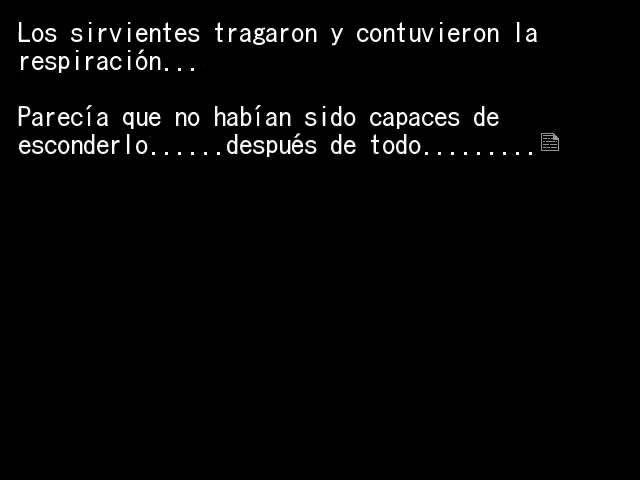 Los sirvientes tragaron y contuvieron la
respiración...
Parecía que no habían sido capaces de
esconderlo......después de todo.........